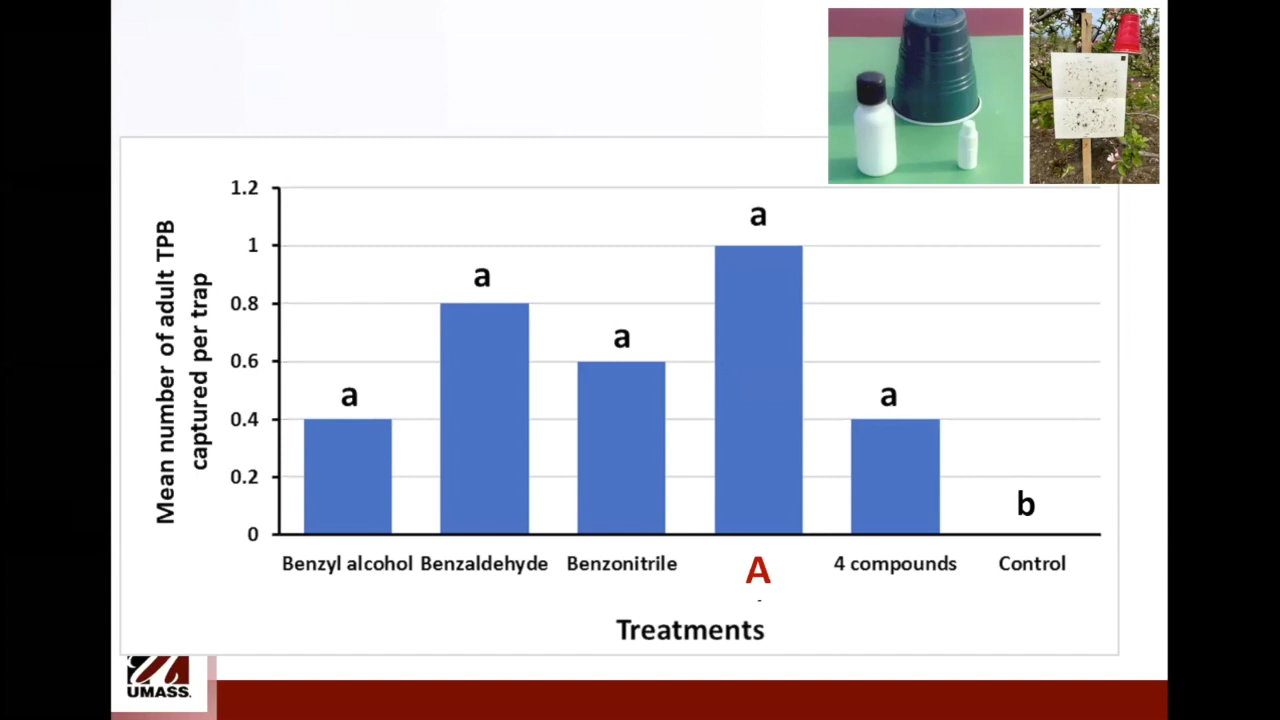 Mean number of adult TPB
captured per trap
1.2
1
0.8
0.6
0.4
0.2
0
a
a
a
a
a
b
Benzyl alcohol Benzaldehyde Benzonitrile A 4 compounds Control
-
Treatments
UMASS.